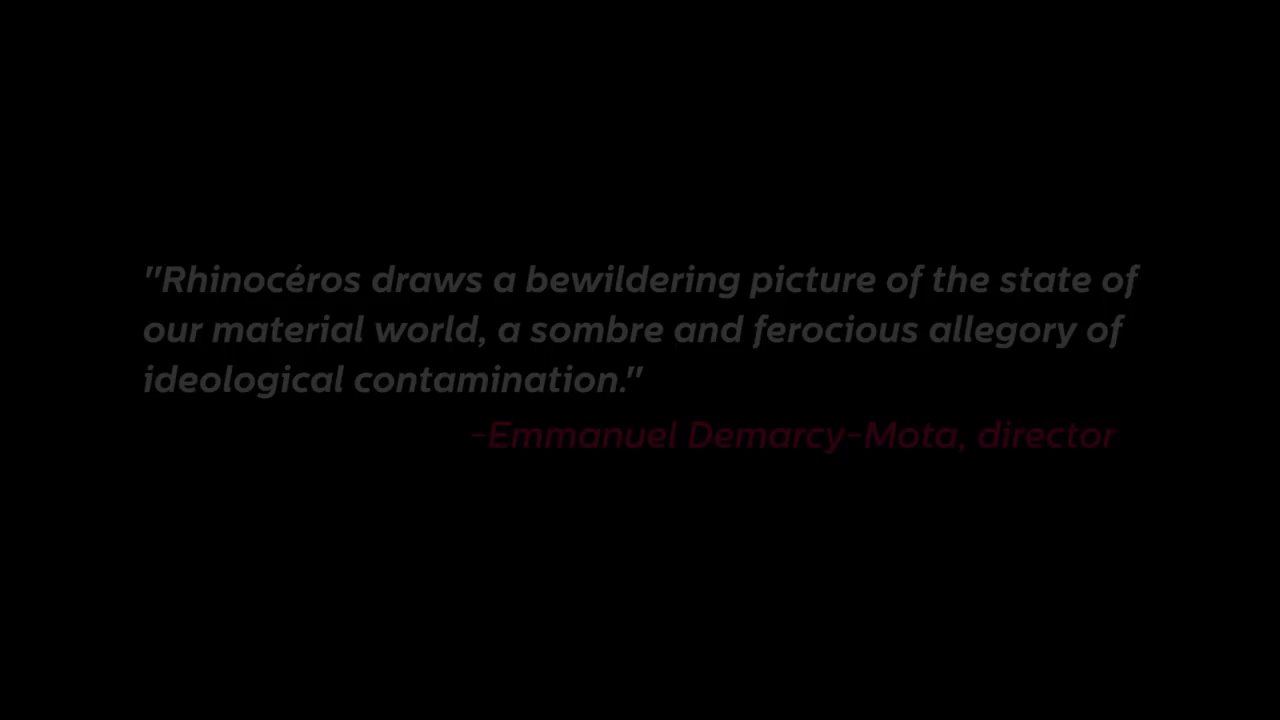 "Rhinocéros draws a bewildering picture of the state of
our material world, a sombre and ferocious allegory of
ideological contamination."
-Emmanuel Demarcy-Mota, director